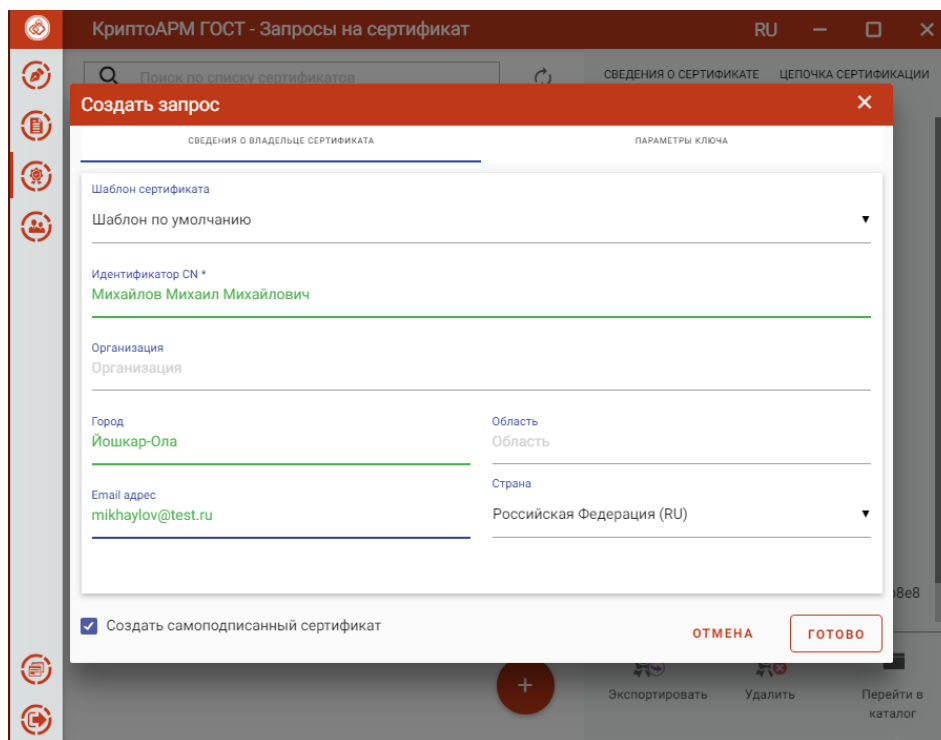 КриптоАРМ ГОСТ - Запросы на сертификат RU
Поиск по списку сертификатов СВЕДЕНИЯ О СЕРТИФИКАТЕ ЦЕПОЧКА СЕРТИФИКАЦИИ
Создать запрос
СВЕДЕНИЯ О ВЛАДЕЛЬЦЕ СЕРТИФИКАТА ПАРАМЕТРЫ КЛЮЧА
Шаблон сертификата
Шаблон по умолчанию
Идентификатор CN *
Михайлов Михаил Михайлович
Организация
Организация
Город Область
Йошкар-Ола Область
Email адрес Страна
mikhaylov@test.ru Российская Федерация (RU)
Создать самоподписанный сертификат
ОТМЕНА ГОТОВО
Экспортировать Удалить Перейти в
каталог